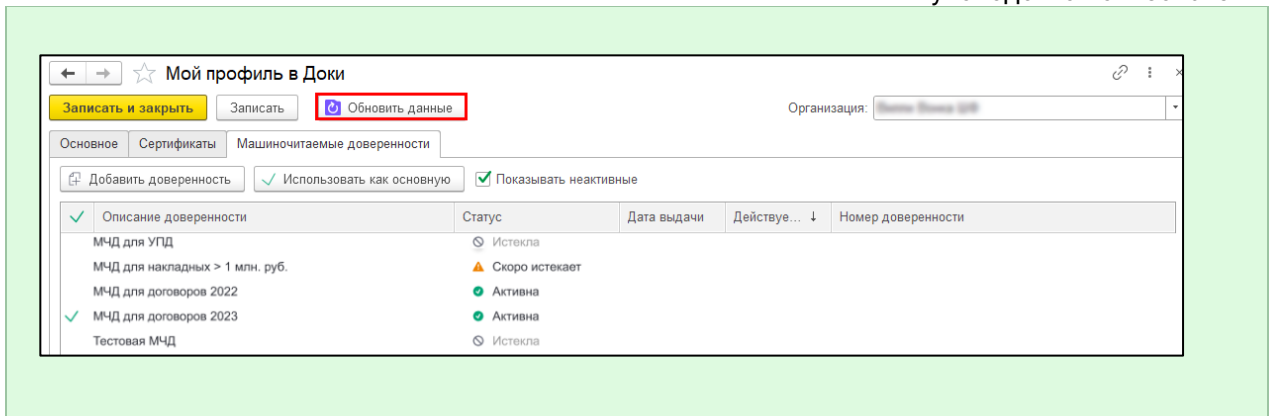 Мой профиль в Доки
Записать и закрыть Записать Обновить данные Организация:
Основное Сертификаты Машиночитаемые доверенности
Добавить доверенность Использовать как основную Показывать неактивные
Описание доверенности Статус Дата выдачи Действуе... ↓ Номер доверенности
МЧД для УПД Истекла
МЧД для накладных > 1 млн. руб. Скоро истекает
МЧД для договоров 2022 Активна
МЧД для договоров 2023 Активна
Тестовая МЧД Истекла